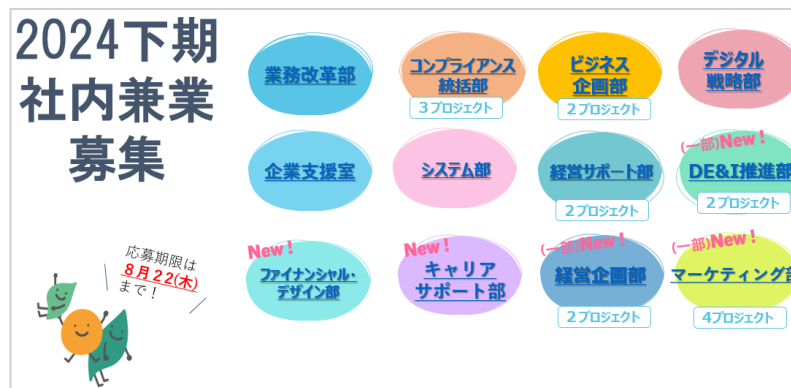 2024下期
社内兼業
募集
応募期限は
8月22(木)
まで！
業務改革部
コンプライアンス
統括部
3プロジェクト
ビジネス
企画部
2プロジェクト
デジタル
戦略部
企業支援室
システム部
経営サポート部
2プロジェクト
(一部)New！
DE&I推進部
2プロジェクト
New！
ファイナンシャル・
デザイン部
New！
キャリア
サポート部
(一部)New！
経営企画部
2プロジェクト
(一部)New！
マーケティング部
4プロジェクト